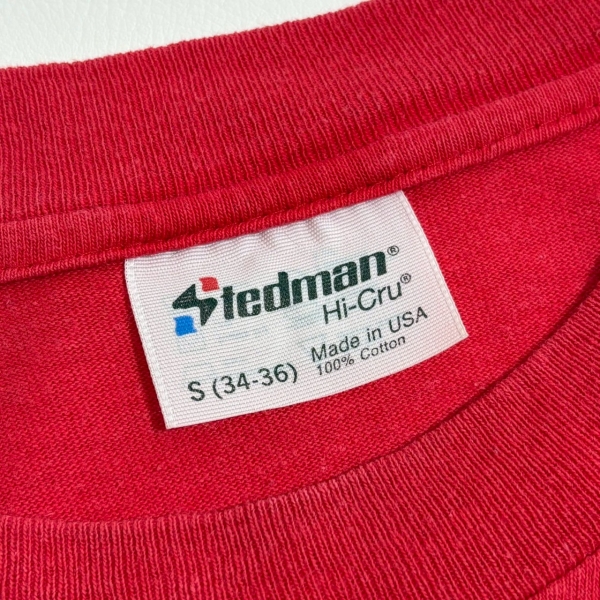 Stedman®
Hi-Cru®
S (34-36)
Made in USA
100% Cotton